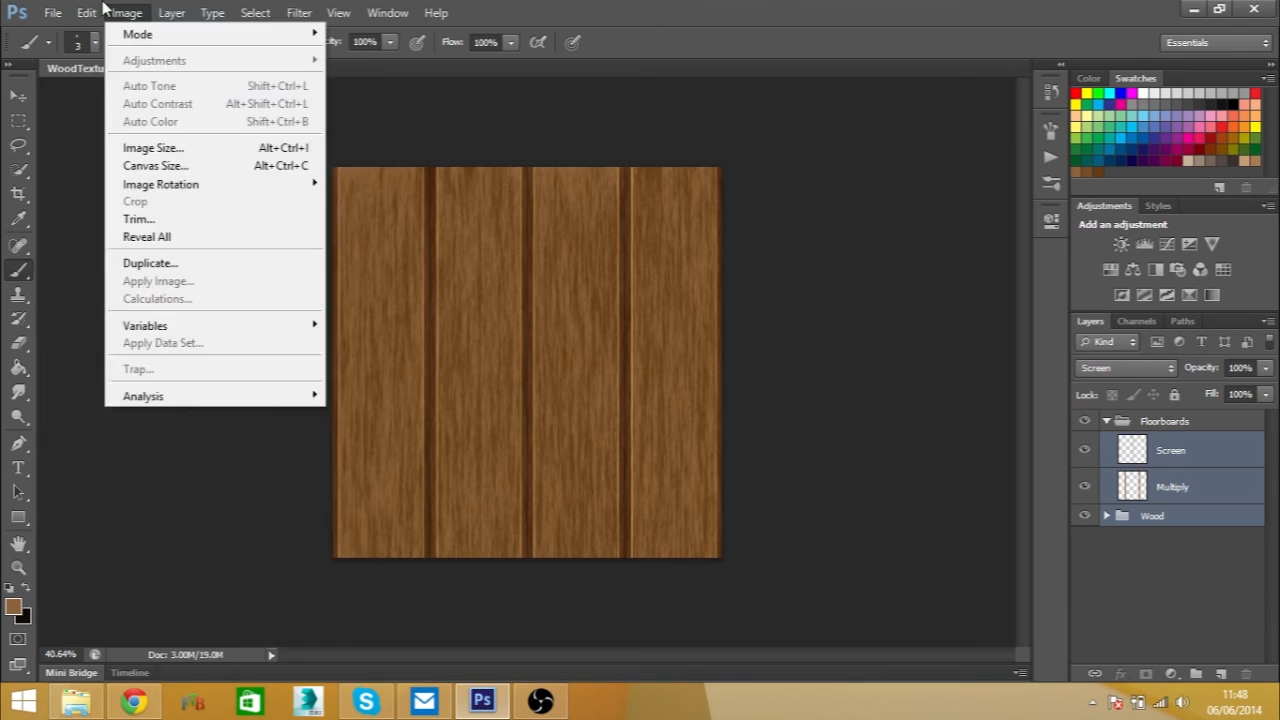 Ps File Edit Image Layer Type Select Filter View Window Help
3 100% Flow: 100% Essentials
WoodTextu
Mode
Adjustments
Auto Tone Shift+Ctrl+L
Auto Contrast Alt+Shift+Ctrl+L
Auto Color Shift+Ctrl+B
Image Size... Alt+Ctrl+I
Canvas Size... Alt+Ctrl+C
Image Rotation
Crop
Trim...
Reveal All
Duplicate...
Apply Image...
Calculations...
Variables
Apply Data Set...
Trap...
Analysis
Color Swatches
Adjustments Styles
Add an adjustment
Layers Channels Paths
Kind
Screen Opacity: 100%
Lock: Fill: 100%
Floorboards
Screen
Multiply
Wood
40.64% Doc: 3.00M/19.0M
Mini Bridge Timeline
Ps
11:48
06/06/2014